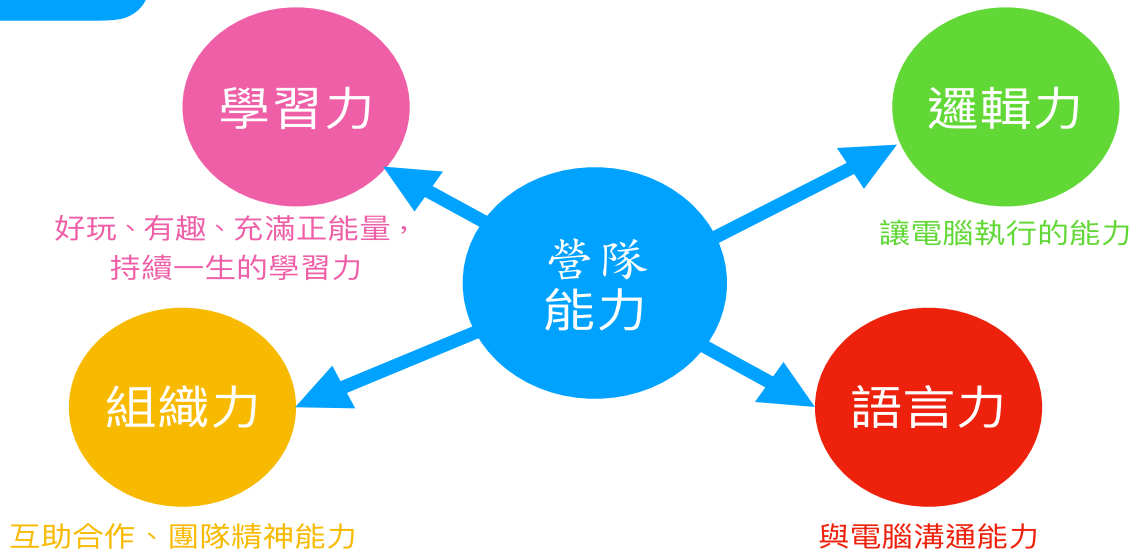 學習力
好玩、有趣、充滿正能量，
持續一生的學習力
邏輯力
讓電腦執行的能力
營隊
能力
組織力
互助合作、團隊精神能力
語言力
與電腦溝通能力